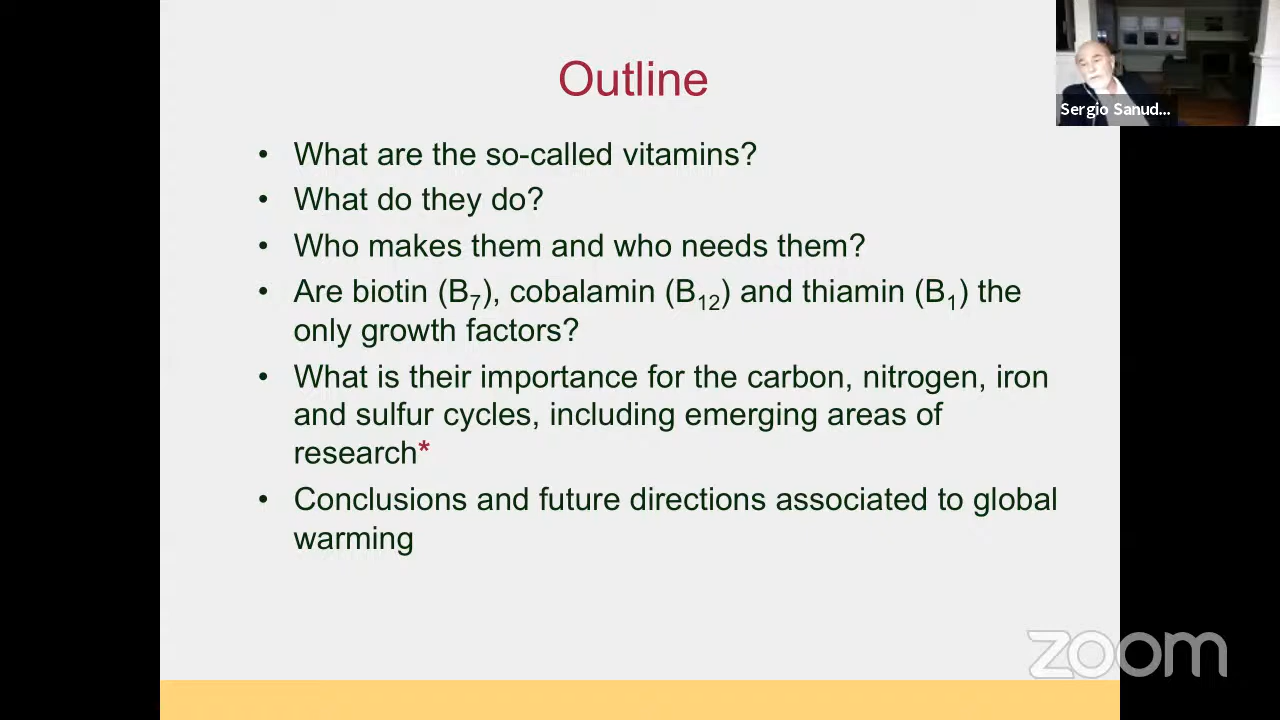 Outline
Sergio Sanud...
• What are the so-called vitamins?
• What do they do?
• Who makes them and who needs them?
• Are biotin (B7), cobalamin (B12) and thiamin (B1) the
only growth factors?
• What is their importance for the carbon, nitrogen, iron
and sulfur cycles, including emerging areas of
research*
• Conclusions and future directions associated to global
warming
zoom